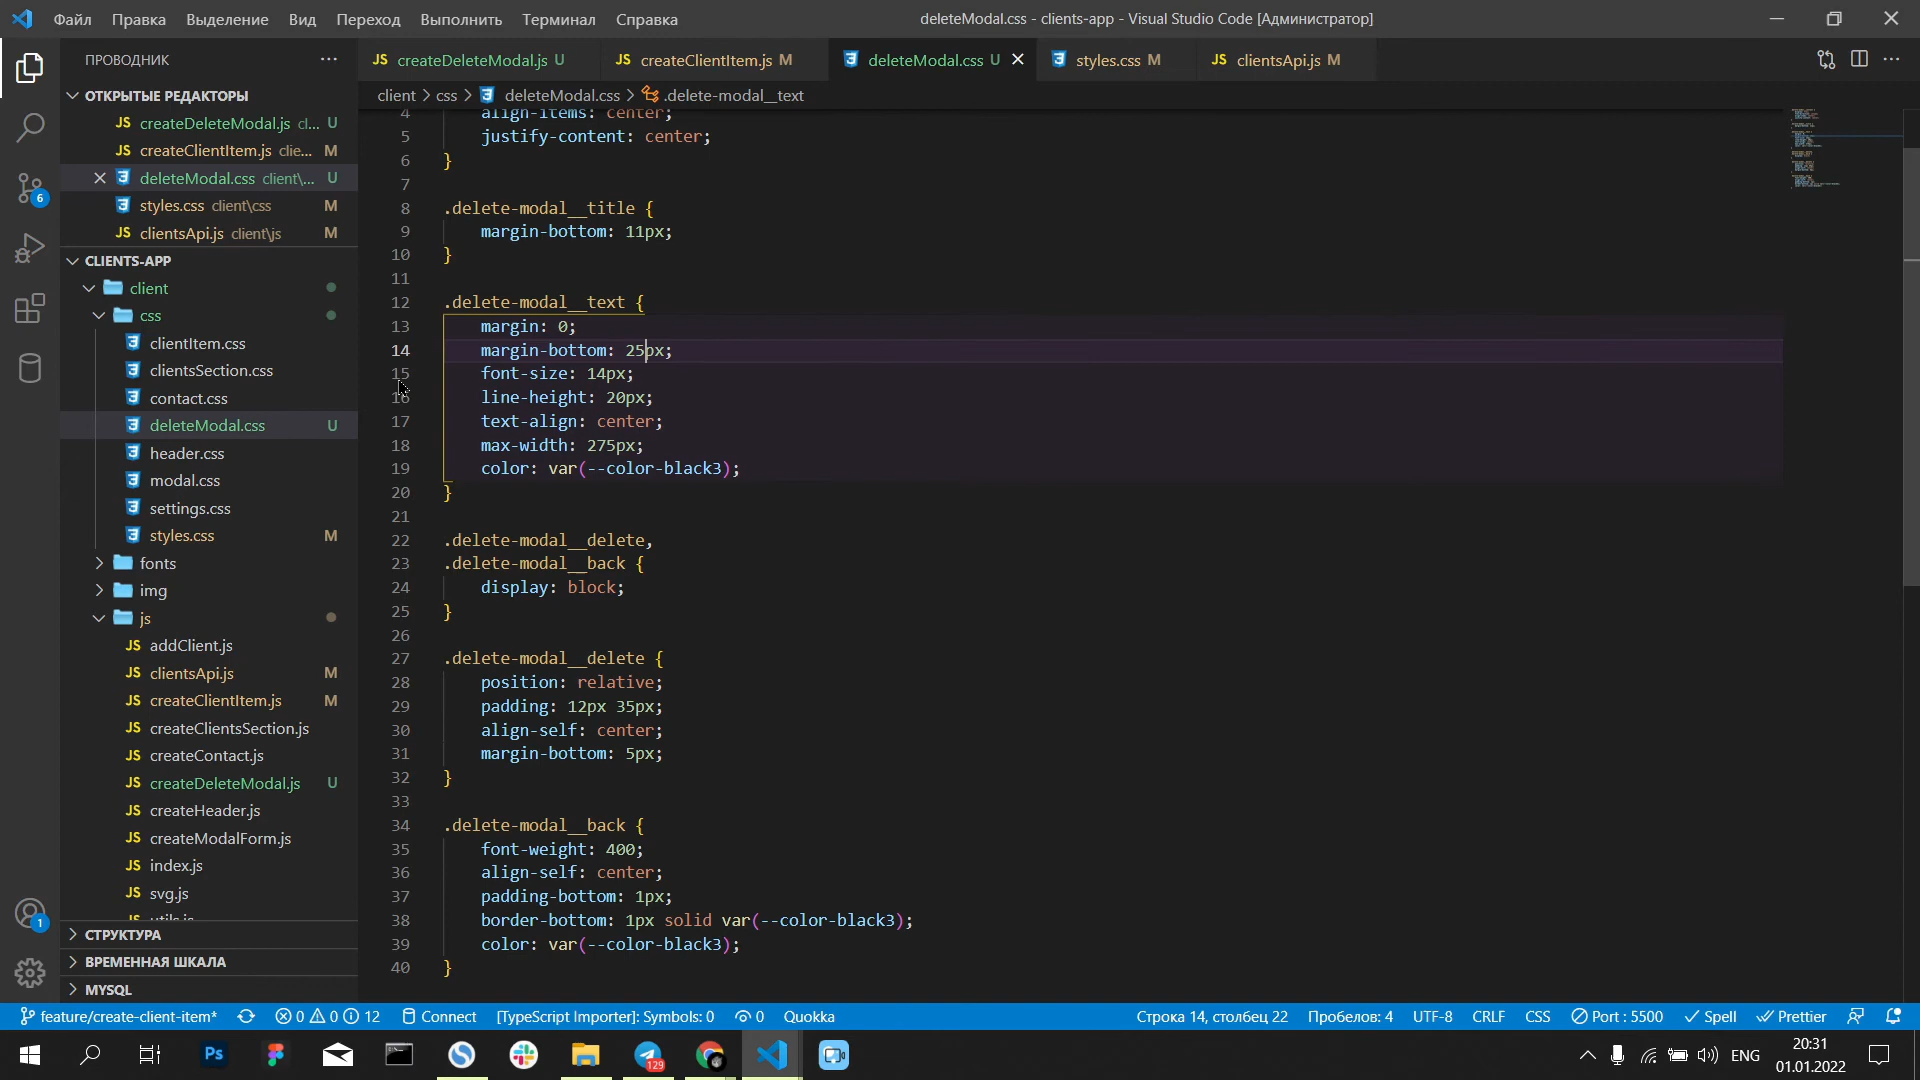 Файл Правка Выделение Вид Переход Выполнить Терминал Справка deleteModal.css - clients-app - Visual Studio Code [Администратор]
ПРОВОДНИК
JS createDeleteModal.js U JS createClientItem.js M deleteModal.css U styles.css M JS clientsApi.js M
client > css > deleteModal.css > .delete-modal__text
ОТКРЫТЫЕ РЕДАКТОРЫ
JS createDeleteModal.js cl... U
JS createClientItem.js clie... M
deleteModal.css client\... U
styles.css client\css M
JS clientsApi.js client\js M
CLIENTS-APP
client
css
clientItem.css
clientsSection.css
contact.css
deleteModal.css U
header.css
modal.css
settings.css
styles.css M
fonts
img
js
JS addClient.js
JS clientsApi.js M
JS createClientItem.js M
JS createClientsSection.js
JS createContact.js
JS createDeleteModal.js U
JS createHeader.js
JS createModalForm.js
JS index.js
JS svg.js
JS utils.js
СТРУКТУРА
ВРЕМЕННАЯ ШКАЛА
MYSQL
6
1
4 align-items: center;
5 justify-content: center;
6 }
7
8 .delete-modal__title {
9 margin-bottom: 11px;
10 }
11
12 .delete-modal__text {
13 margin: 0;
14 margin-bottom: 25px;
15 font-size: 14px;
16 line-height: 20px;
17 text-align: center;
18 max-width: 275px;
19 color: var(--color-black3);
20 }
21
22 .delete-modal__delete,
23 .delete-modal__back {
24 display: block;
25 }
26
27 .delete-modal__delete {
28 position: relative;
29 padding: 12px 35px;
30 align-self: center;
31 margin-bottom: 5px;
32 }
33
34 .delete-modal__back {
35 font-weight: 400;
36 align-self: center;
37 padding-bottom: 1px;
38 border-bottom: 1px solid var(--color-black3);
39 color: var(--color-black3);
40 }
feature/create-client-item* 0 0 12 Connect [TypeScript Importer]: Symbols: 0 0 Quokka Строка 14, столбец 22 Пробелов: 4 UTF-8 CRLF CSS Port : 5500 Spell Prettier
Ps 129 ENG 20:31
01.01.2022